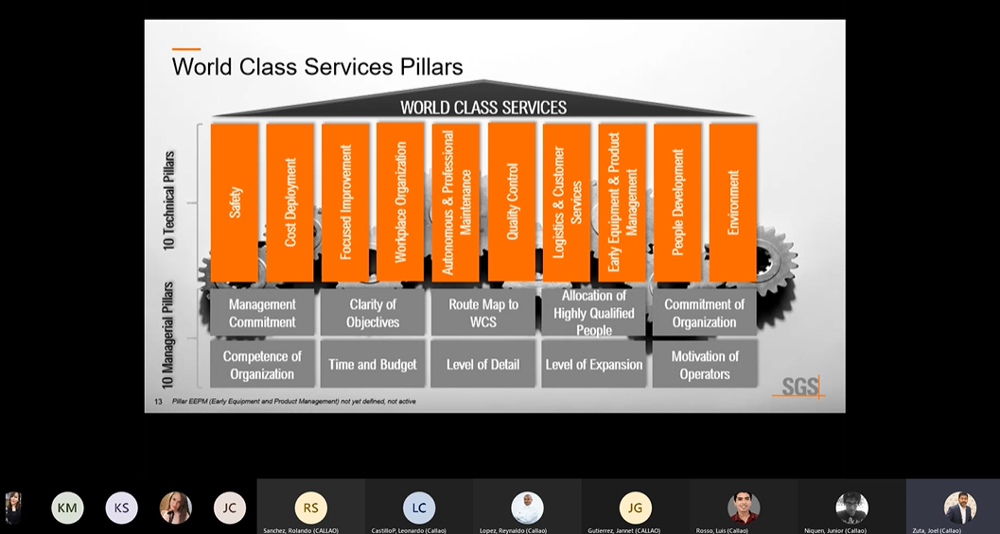 World Class Services Pillars
WORLD CLASS SERVICES
10 Technical Pillars
Safety
Cost Deployment
Focused Improvement
Workplace Organization
Autonomous & Professional
Maintenance
Quality Control
Logistics & Customer
Services
Early Equipment & Product
Management
People Development
Environment
10 Managerial Pillars
Management
Commitment
Clarity of
Objectives
Route Map to
WCS
Allocation of
Highly Qualified
People
Commitment of
Organization
Competence of
Organization
Time and Budget
Level of Detail
Level of Expansion
Motivation of
Operators
SGS
13 Pillar EEPM (Early Equipment and Product Management) not yet defined, not active
KM
KS
JC
RS
LC
JG
Sanchez, Rolando (CALLAO)
CastilloP, Leonardo (Callao)
Lopez, Reynaldo (Callao)
Gutierrez, Jannet (CALLAO)
Rosso, Luis (Callao)
Niquen, Junior (Callao)
Zuta, Joel (Callao)